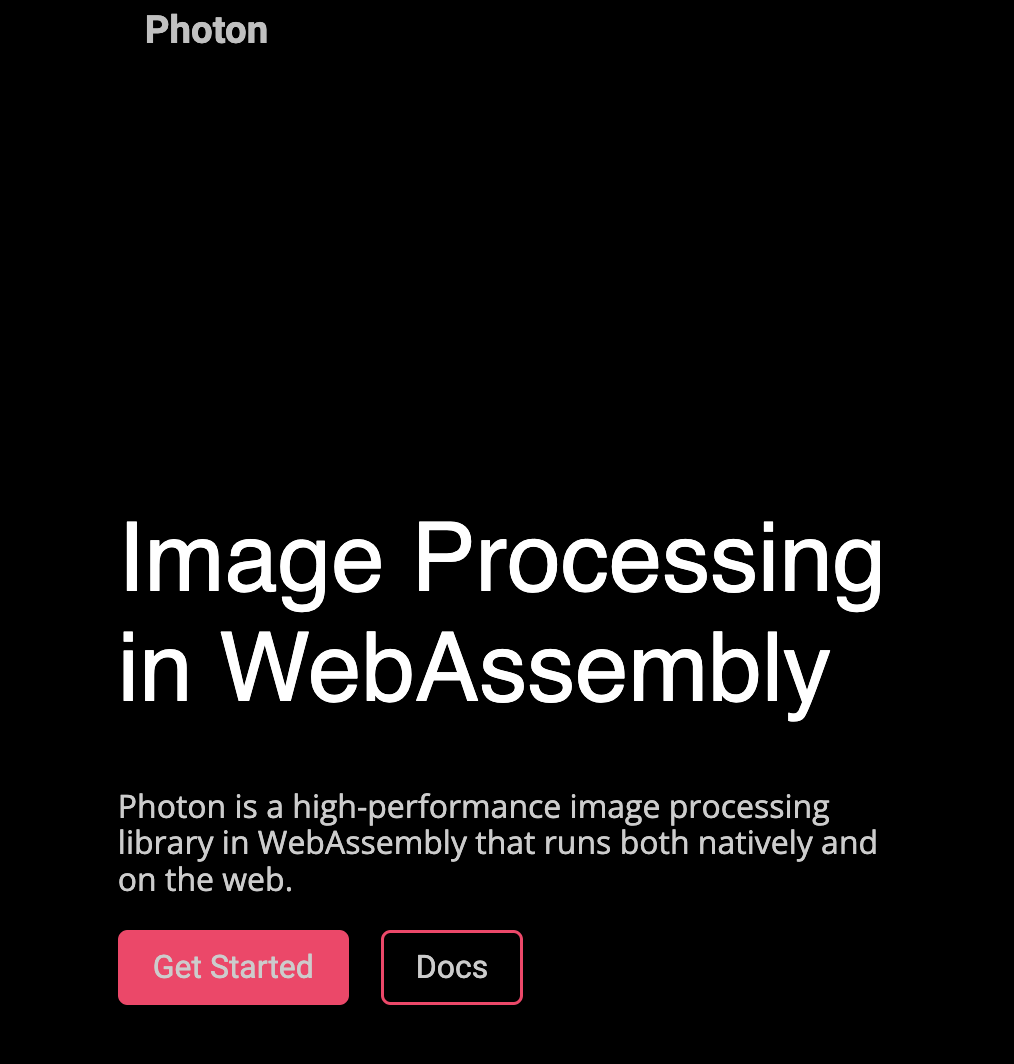 Photon
Image Processing
in WebAssembly
Photon is a high-performance image processing
library in WebAssembly that runs both natively and
on the web.
Get Started
Docs